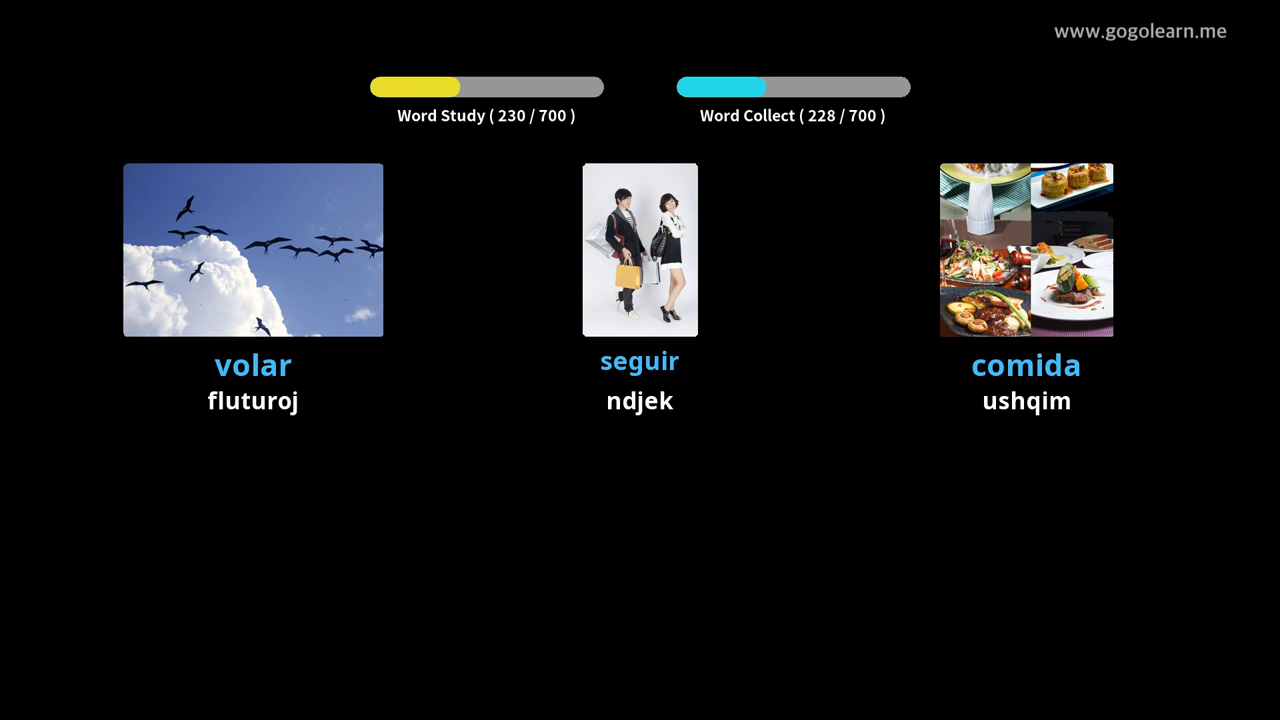 www.gogolearn.me
Word Study ( 230 / 700 )
Word Collect ( 228 / 700 )
volar
fluturoj
seguir
ndjek
comida
ushqim